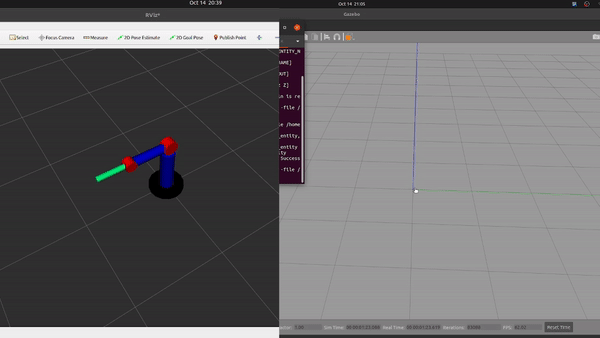 Oct 14 20:39
RViz*
Select Focus Camera Measure 2D Pose Estimate 2D Goal Pose Publish Point
Oct 14 21:05
Gazebo
ENTITY_N
NAME]
OUT]
Z]
in is re
-file /
e /home
_entity,
entity
ity
Success
-file /
Sim Time: Real Time: Iterations: FPS: Reset Time